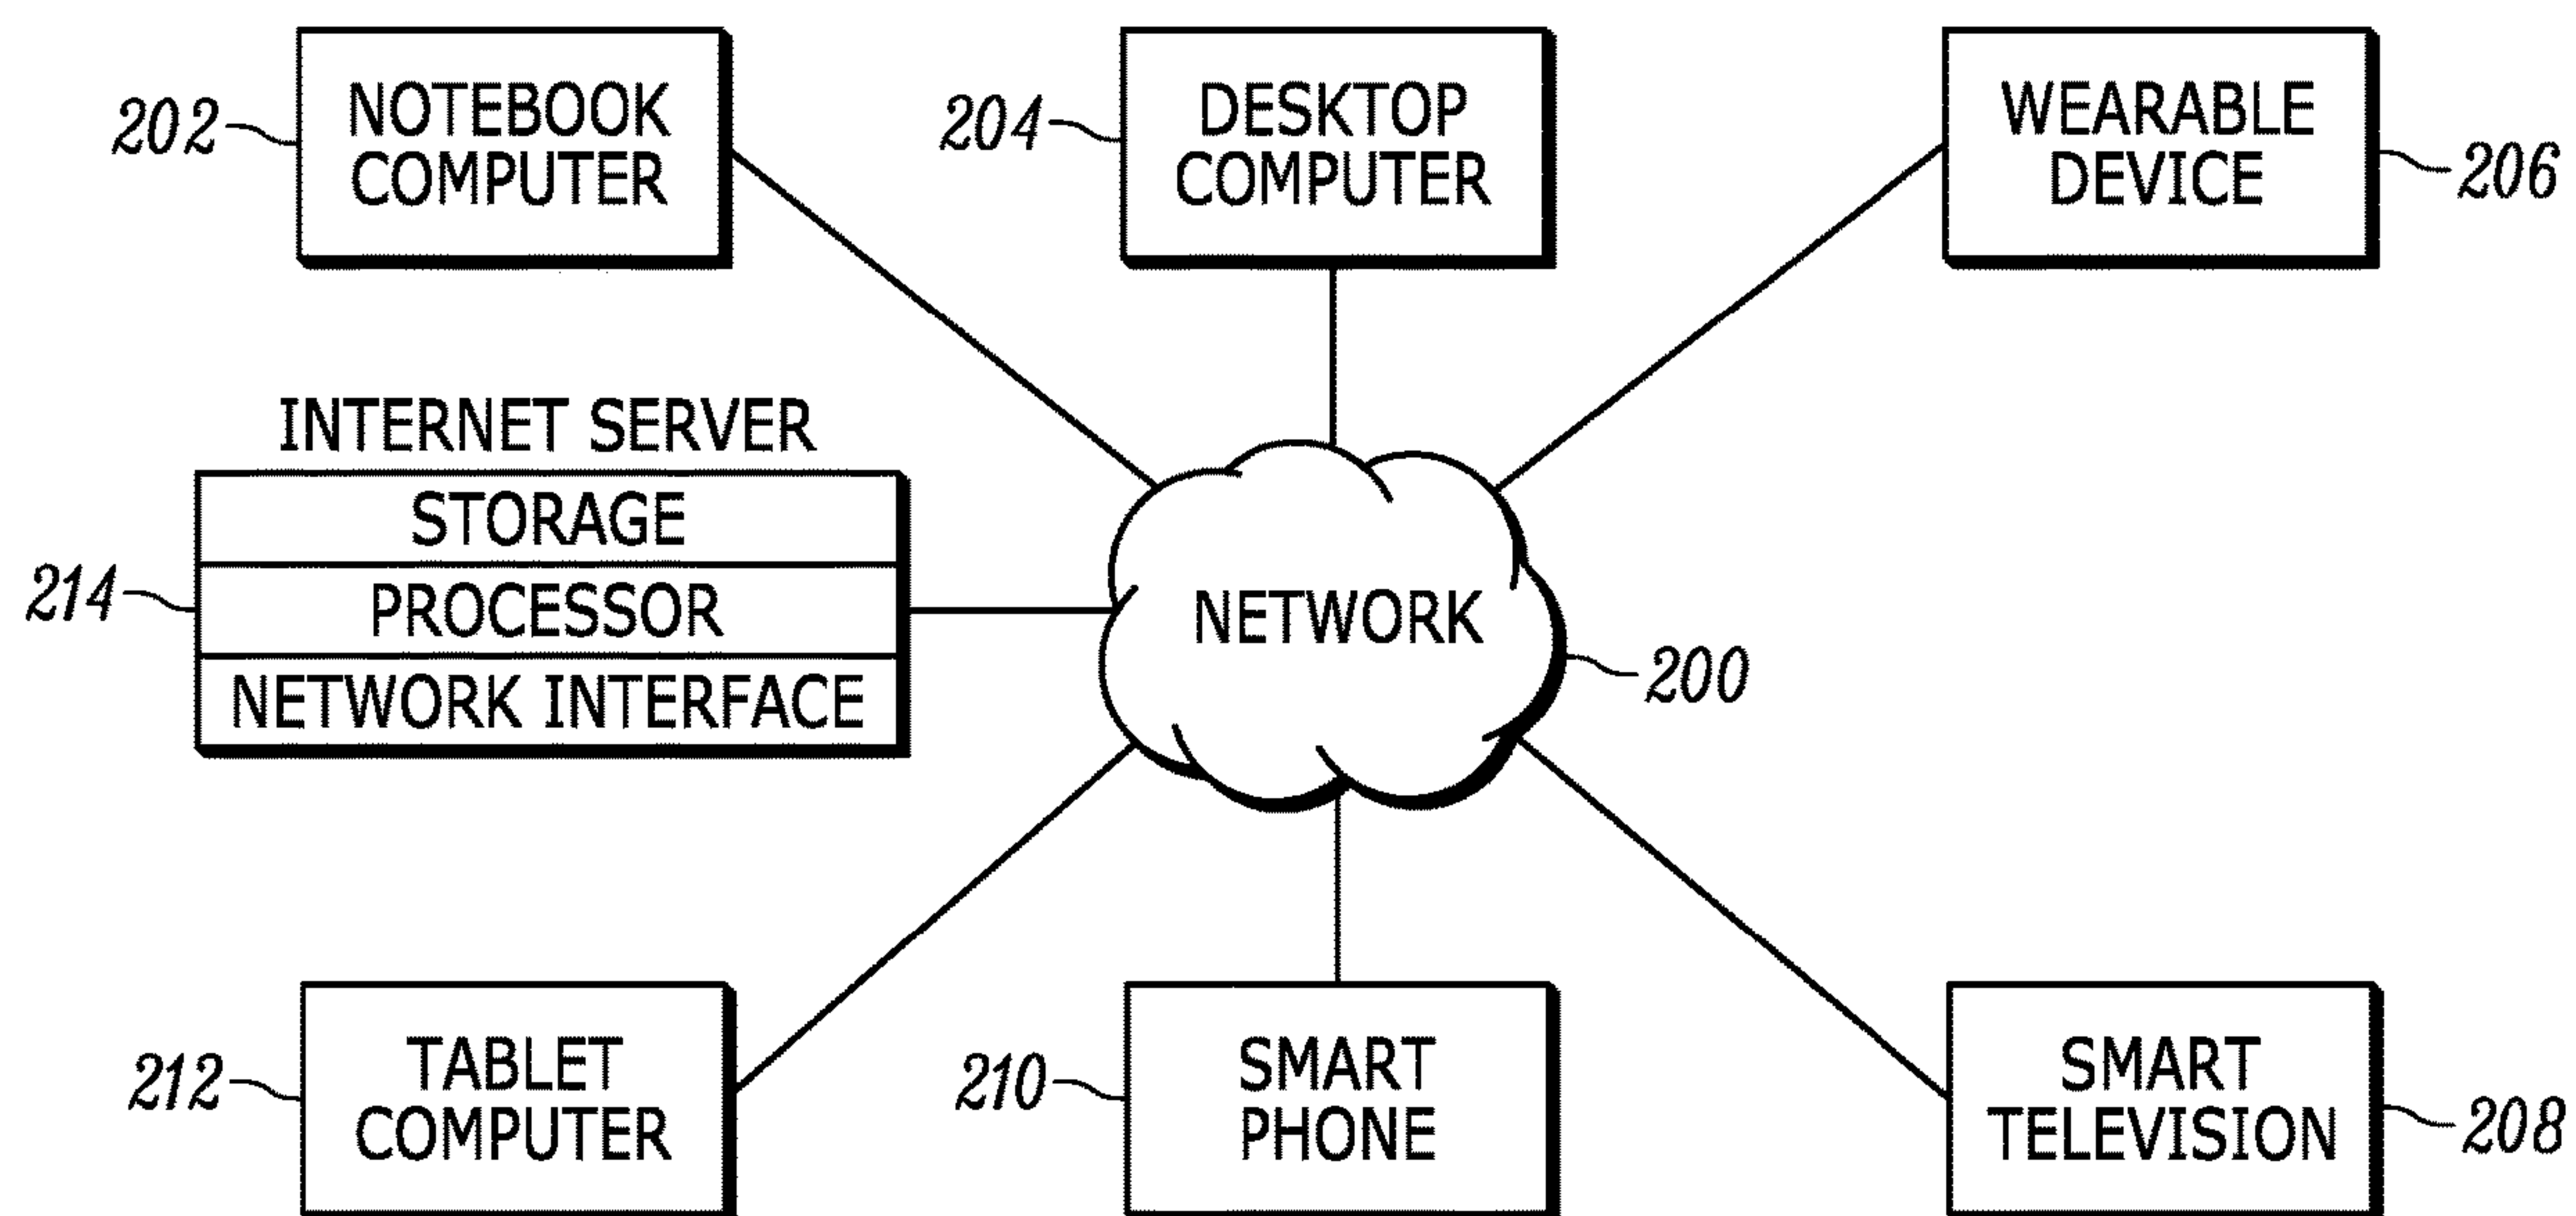 NOTEBOOK
COMPUTER
202
DESKTOP
COMPUTER
204
WEARABLE
DEVICE
206
INTERNET SERVER
STORAGE
PROCESSOR
NETWORK INTERFACE
214
NETWORK
200
TABLET
COMPUTER
212
SMART
PHONE
210
SMART
TELEVISION
208